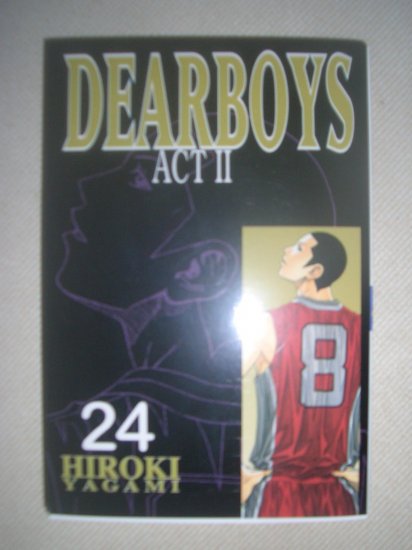 DEARBOYS
ACT II
8
24
HIROKI
YAGAMI